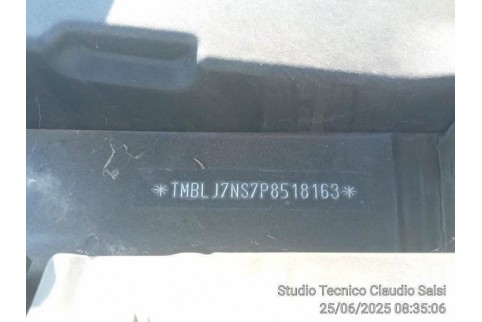 *TMBLJ7NS7P8518163*
Studio Tecnico Claudio Salsi
25/06/2025 08:35:06